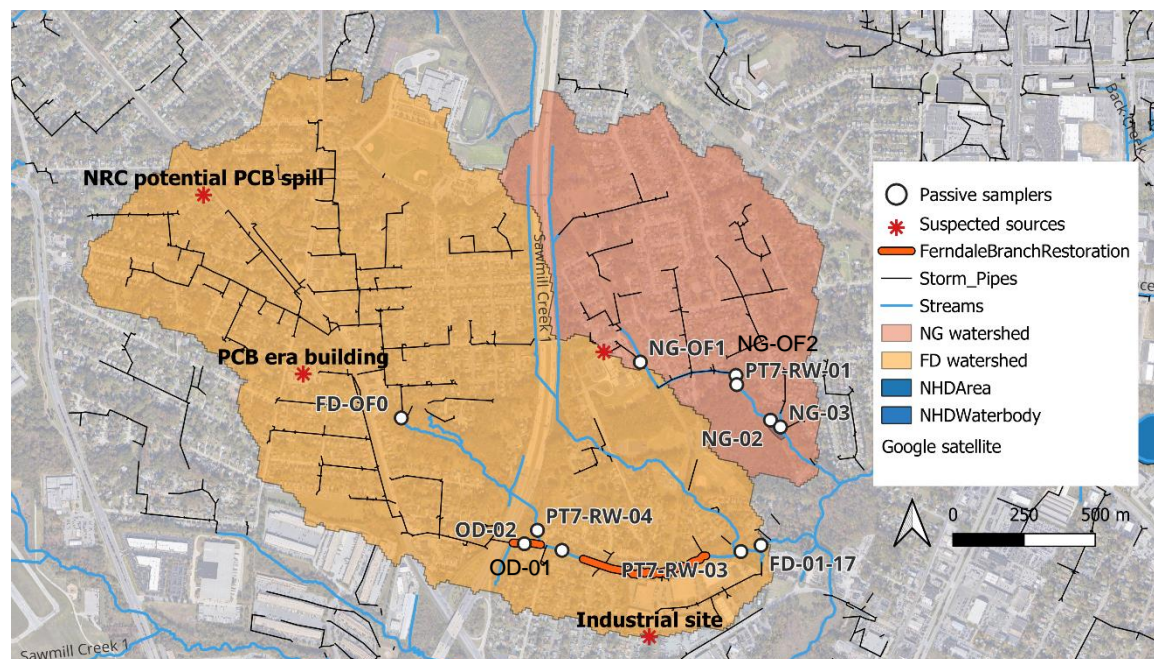 Back Creek
NRC potential PCB spill
Sawmill Creek 1
NG-OF1
NG-OF2
PT7-RW-01
PCB era building
FD-OF0
NG-03
NG-02
PT7-RW-04
OD-02
OD-01
PT7-RW-03
FD-01-17
Industrial site
Sawmill Creek 1
Passive samplers
Suspected sources
FerndaleBranchRestoration
Storm_Pipes
Streams
NG watershed
FD watershed
NHDArea
NHDWaterbody
Google satellite
0 250 500 m